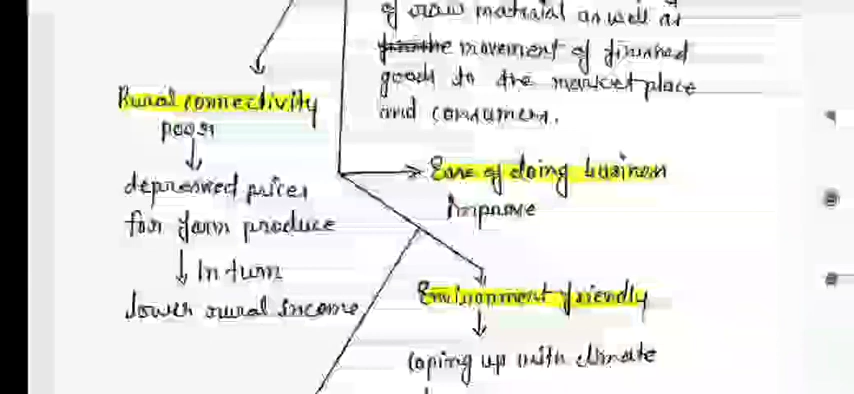 of raw material as well as
the movement of finished
goods to the market place
and consumers.
Rural connectivity
poor
↓
depressed prices
for farm produce
↓ In turn
lower rural income
→ Ease of doing business
improve
Environment friendly
↓
Coping up with climate